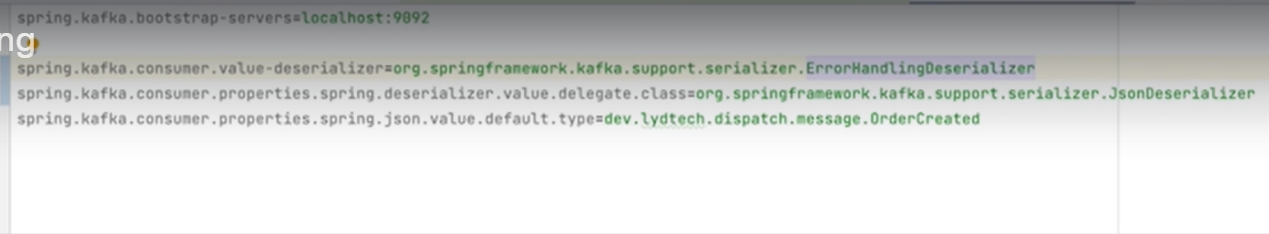 spring.kafka.bootstrap-servers=localhost:9092
ng
spring.kafka.consumer.value-deserializer=org.springframework.kafka.support.serializer.ErrorHandlingDeserializer
spring.kafka.consumer.properties.spring.deserializer.value.delegate.class=org.springframework.kafka.support.serializer.JsonDeserializer
spring.kafka.consumer.properties.spring.json.value.default.type=dev.lydtech.dispatch.message.OrderCreated